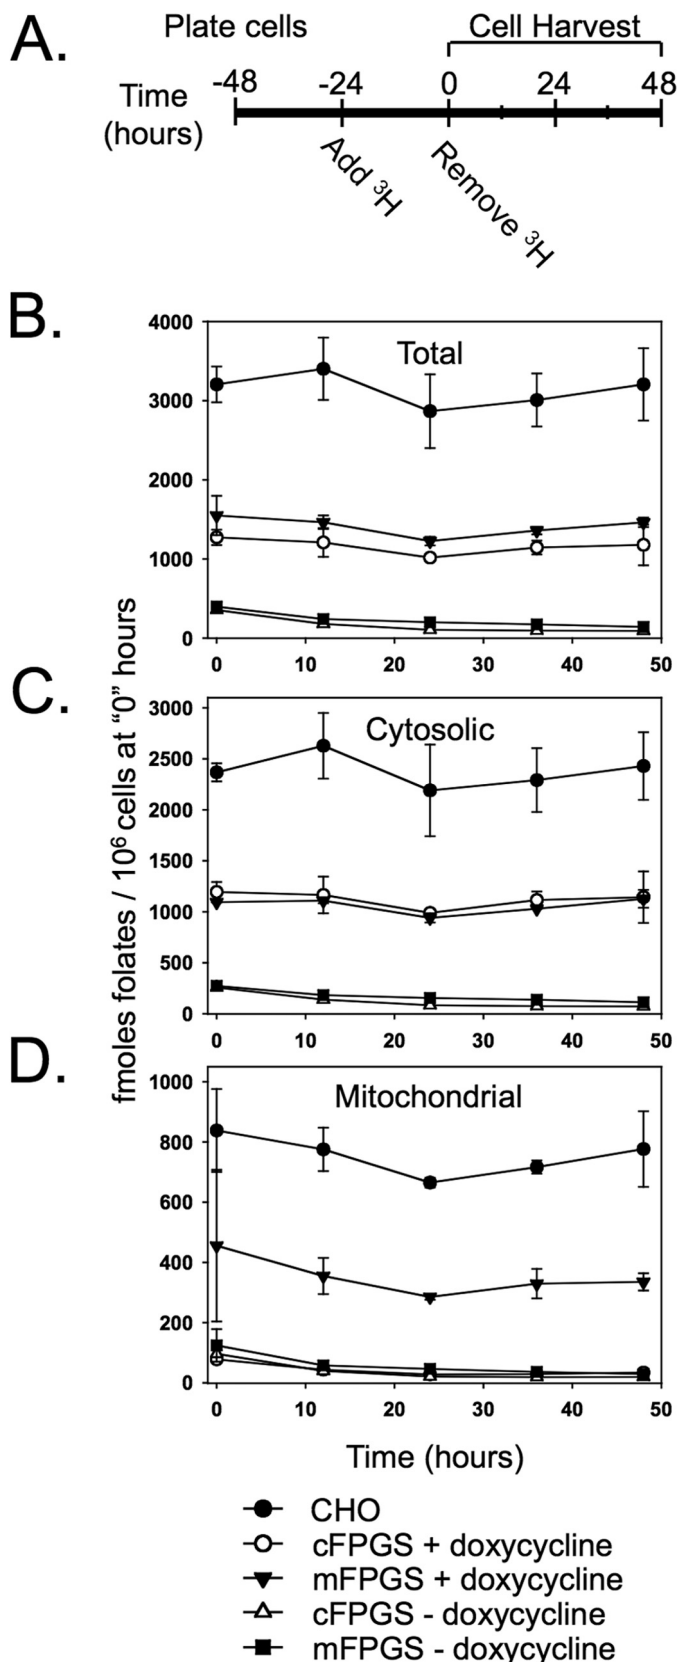 A.
Plate cells Cell Harvest
Time (hours)
-48 -24 0 24 48
Add ³H
Remove ³H
B.
Total
4000
3000
2000
1000
0
0 10 20 30 40 50
fmoles folates / 10⁶ cells at “0” hours
C.
Cytosolic
3000
2500
2000
1500
1000
500
0
0 10 20 30 40 50
D.
Mitochondrial
1000
800
600
400
200
0
0 10 20 30 40 50
Time (hours)
CHO
cFPGS + doxycycline
mFPGS + doxycycline
cFPGS - doxycycline
mFPGS - doxycycline